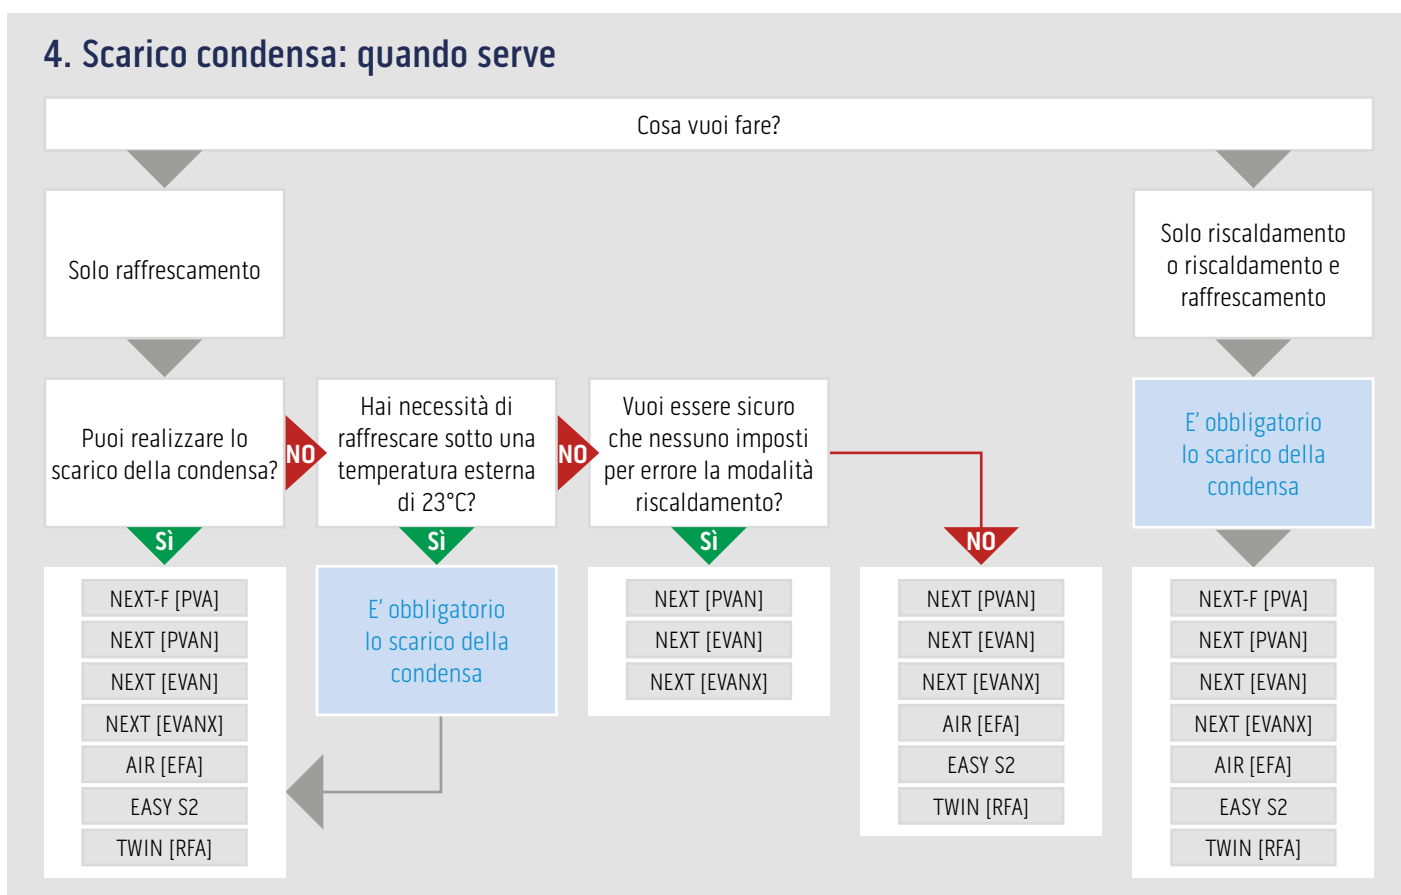 4. Scarico condensa: quando serve
Cosa vuoi fare?
Solo raffrescamento
Solo riscaldamento
o riscaldamento e
raffrescamento
Puoi realizzare lo
scarico della condensa?
NO
Hai necessità di
raffrescare sotto una
temperatura esterna
di 23°C?
NO
Vuoi essere sicuro
che nessuno imposti
per errore la modalità
riscaldamento?
E' obbligatorio
lo scarico della
condensa
Sì
Sì
Sì
NO
NEXT-F [PVA]
NEXT [PVAN]
NEXT [EVAN]
NEXT [EVANX]
AIR [EFA]
EASY S2
TWIN [RFA]
E' obbligatorio
lo scarico della
condensa
NEXT [PVAN]
NEXT [EVAN]
NEXT [EVANX]
NEXT [PVAN]
NEXT [EVAN]
NEXT [EVANX]
AIR [EFA]
EASY S2
TWIN [RFA]
NEXT-F [PVA]
NEXT [PVAN]
NEXT [EVAN]
NEXT [EVANX]
AIR [EFA]
EASY S2
TWIN [RFA]